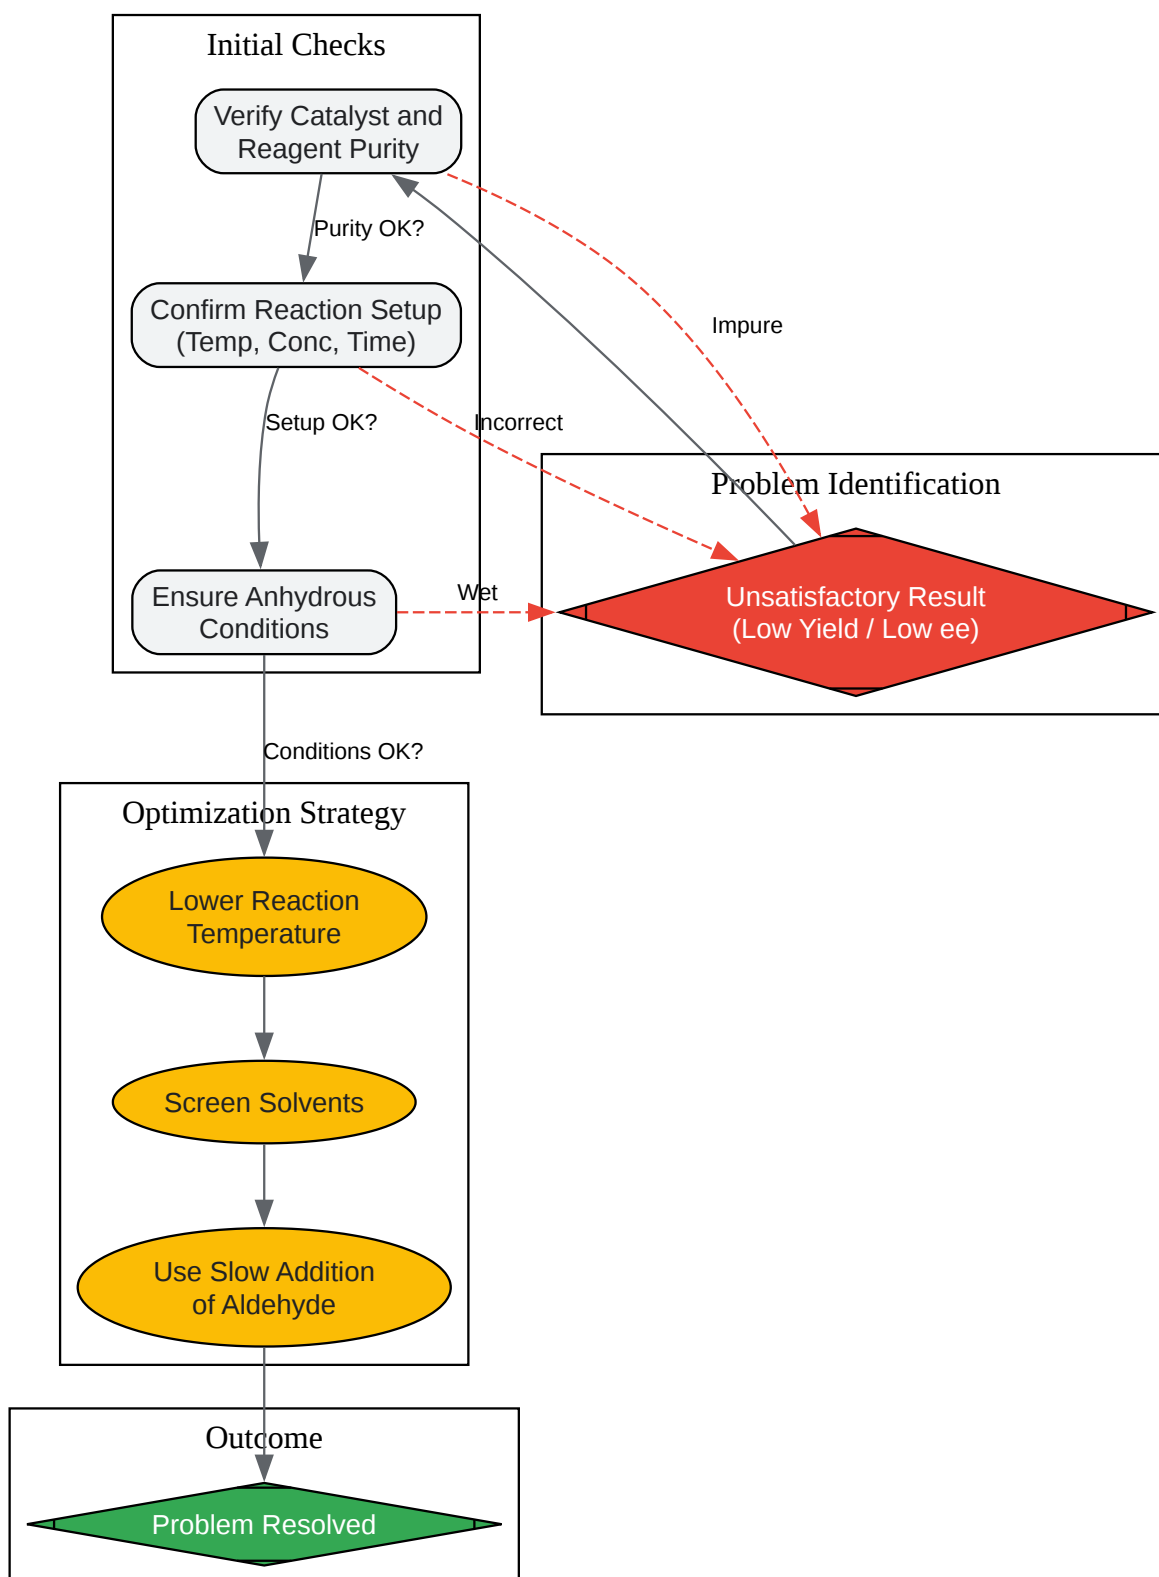 Initial Checks
Verify Catalyst and
Reagent Purity
Purity OK?
Confirm Reaction Setup
(Temp, Conc, Time)
Impure
Setup OK?
Incorrect
Problem Identification
Ensure Anhydrous
Conditions
Wet
Unsatisfactory Result
(Low Yield / Low ee)
Conditions OK?
Optimization Strategy
Lower Reaction
Temperature
Screen Solvents
Use Slow Addition
of Aldehyde
Outcome
Problem Resolved